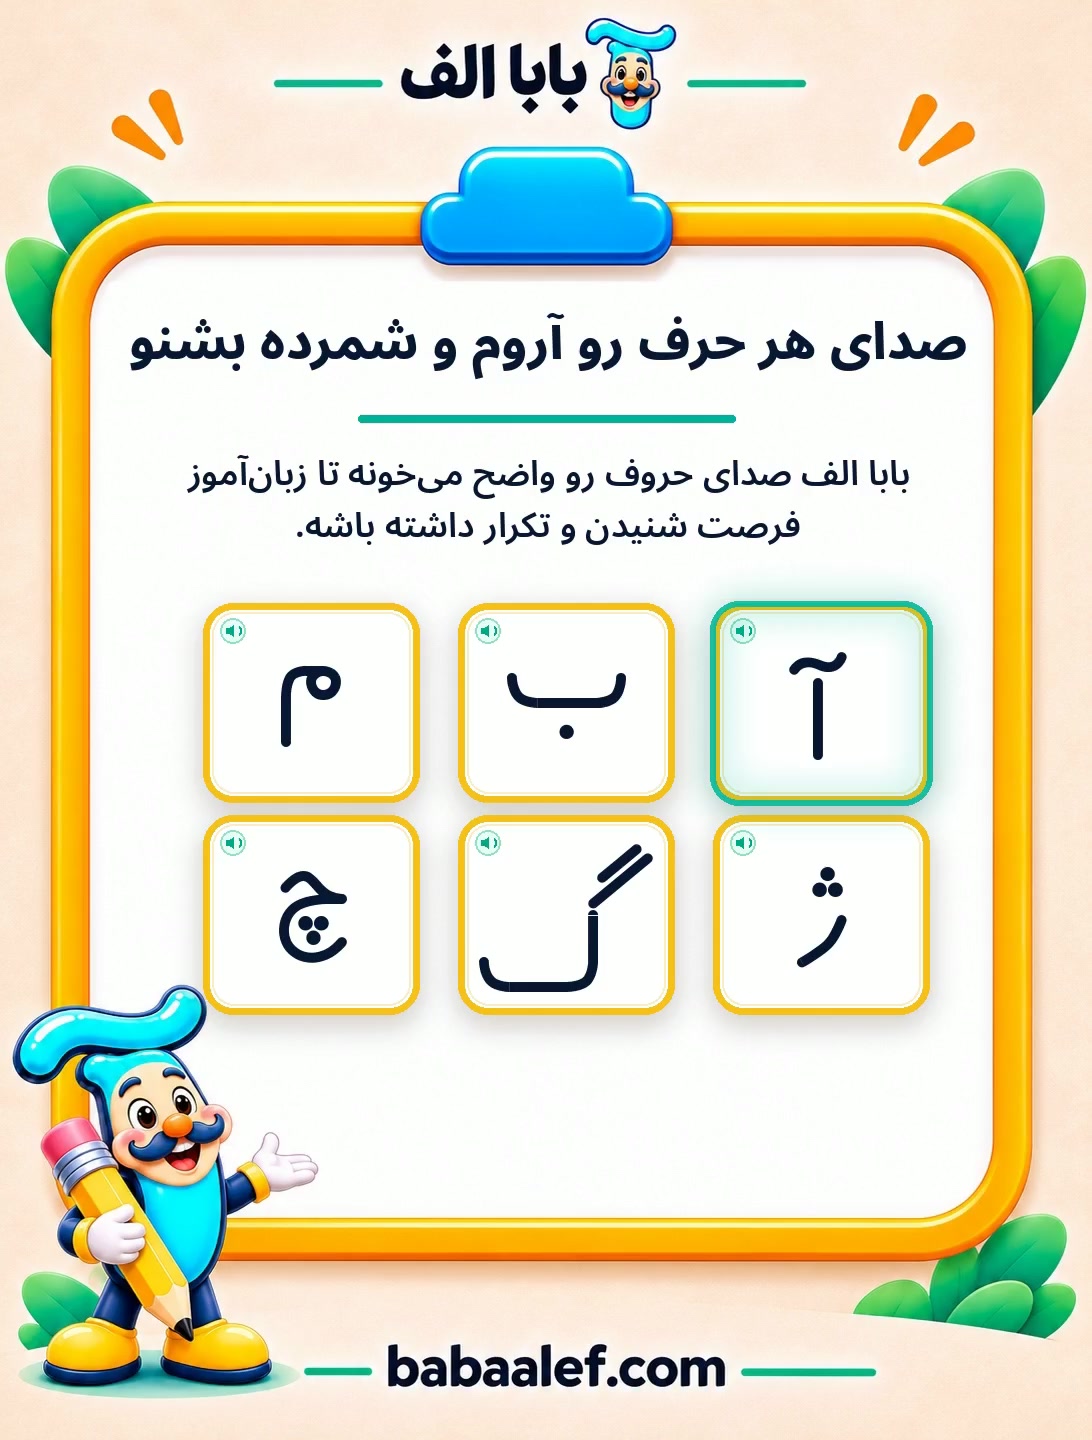 بابا الف
صدای هر حرف رو آروم و شمرده بشنو
بابا الف صدای حروف رو واضح می‌خونه تا زبان‌آموز
فرصت شنیدن و تکرار داشته باشه.
آ ب م
ژ گ چ
babaalef.com